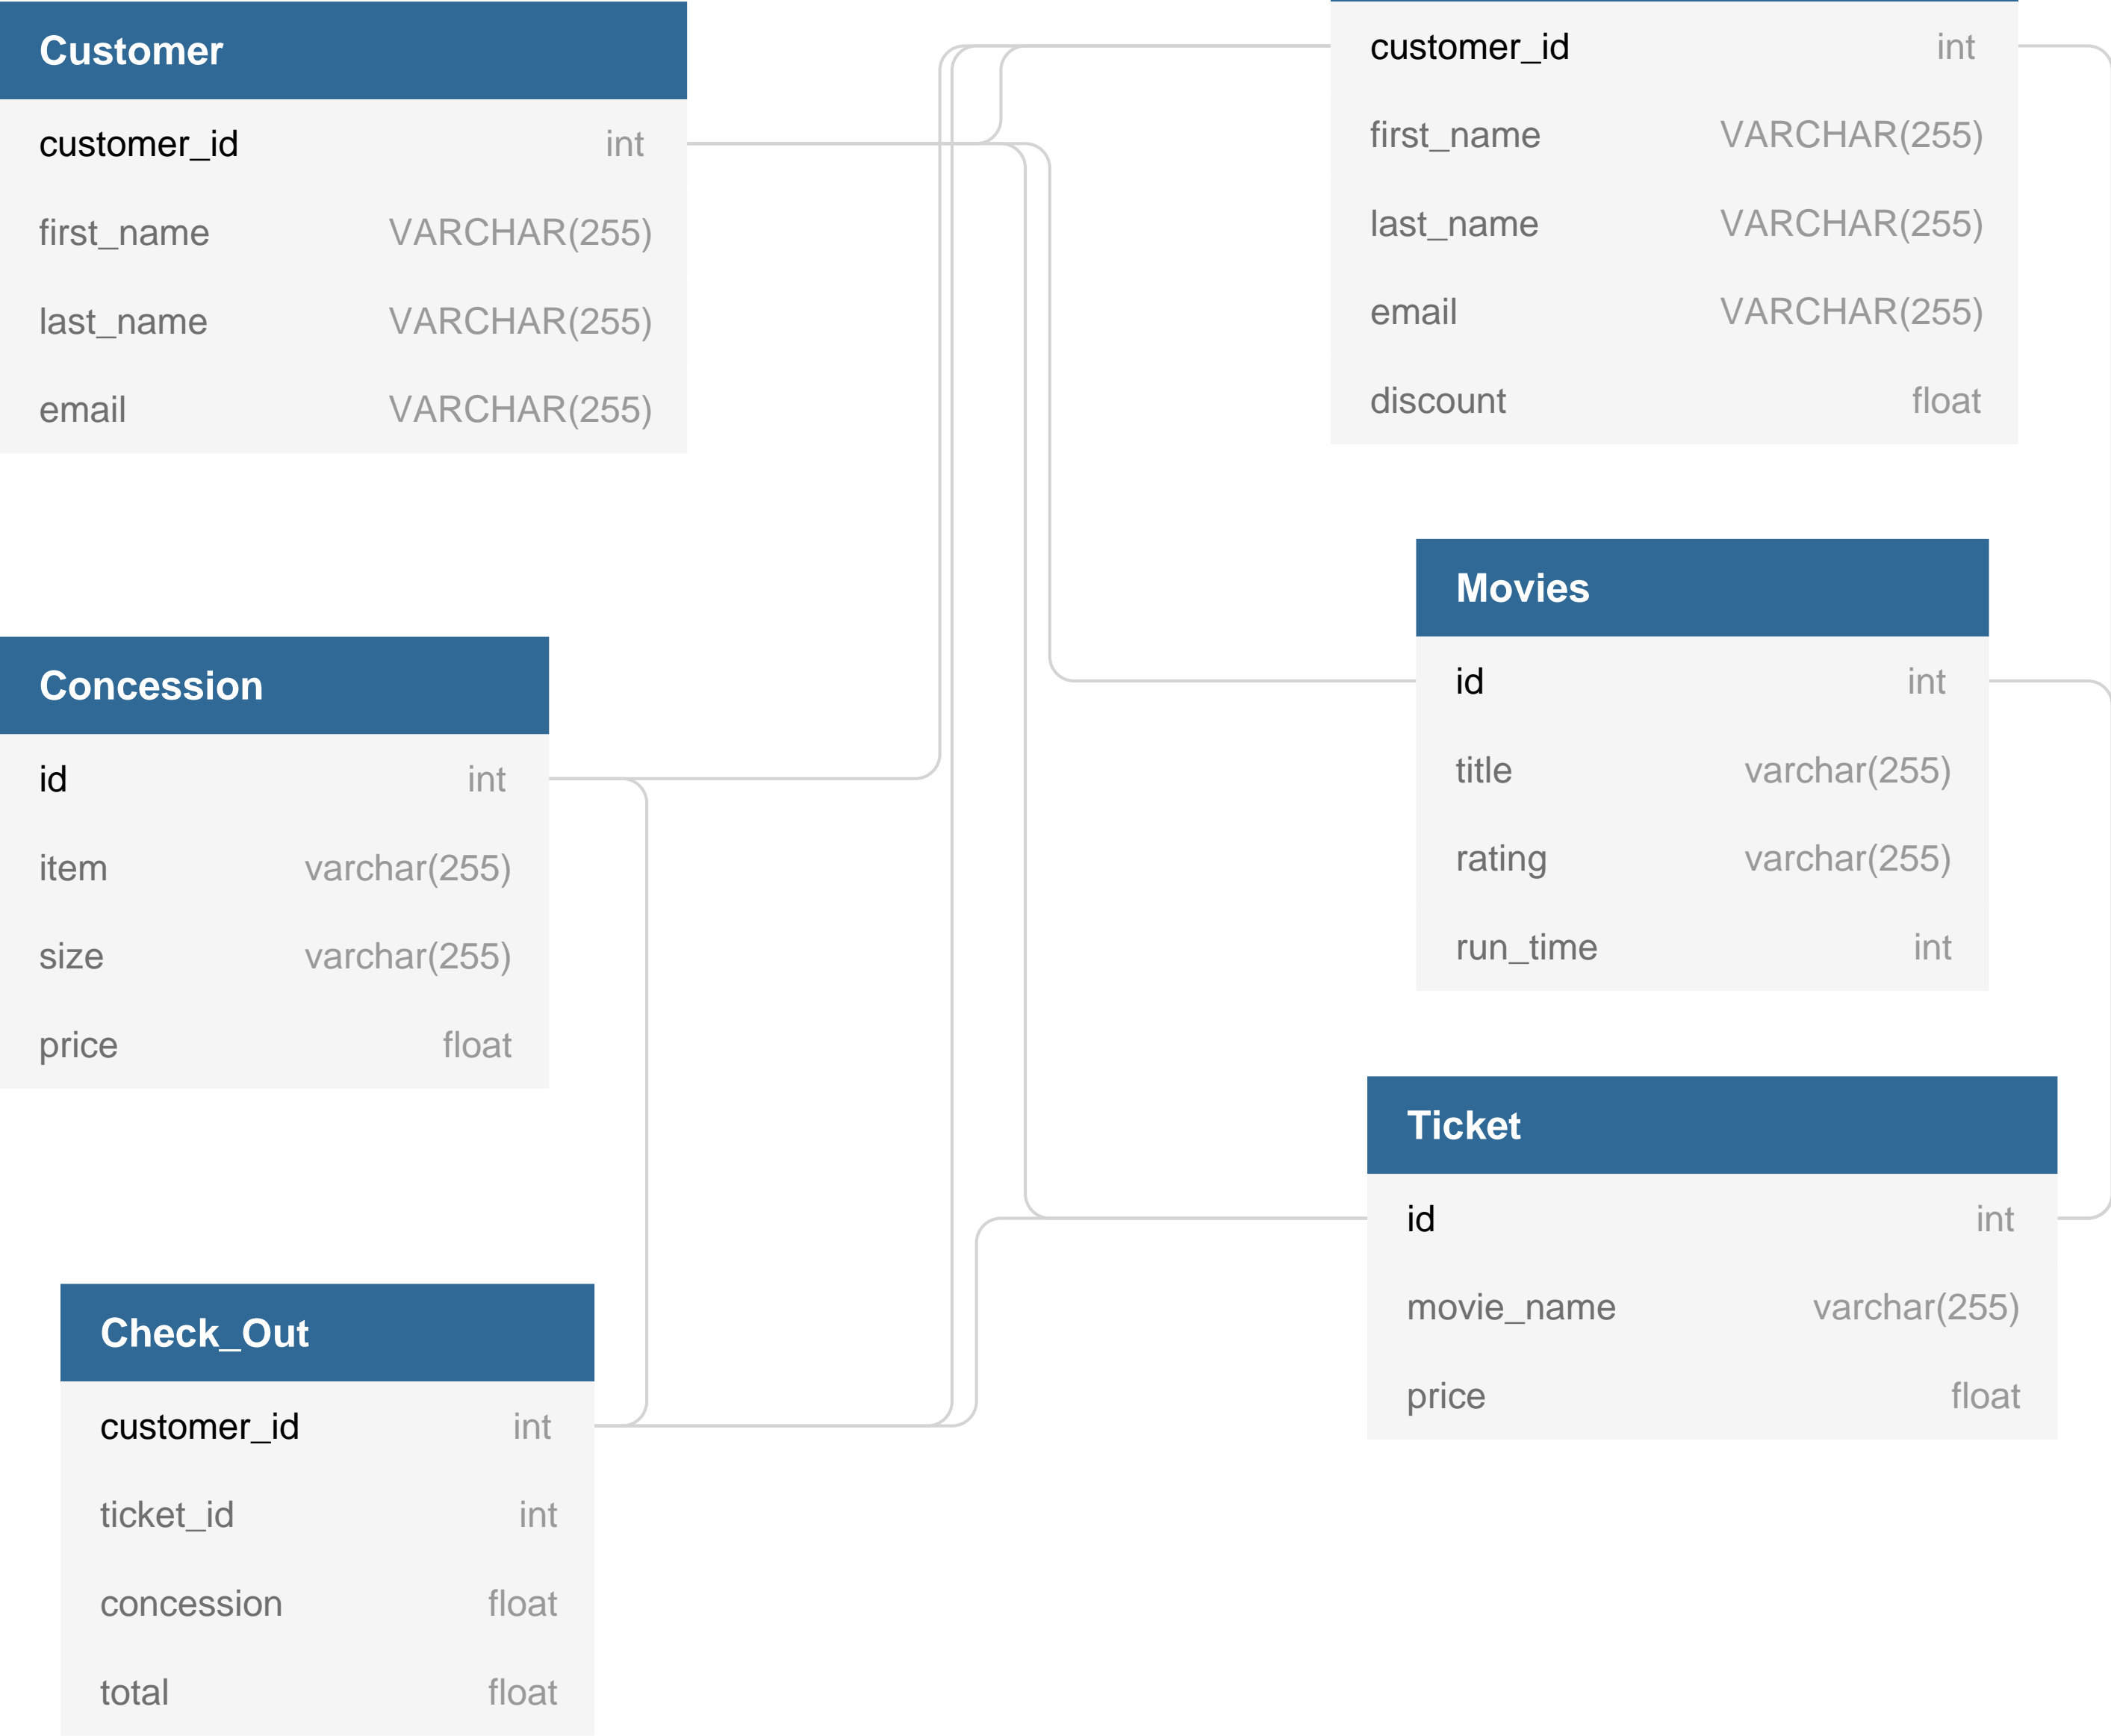 Customer
customer_id int
first_name VARCHAR(255)
last_name VARCHAR(255)
email VARCHAR(255)
customer_id int
first_name VARCHAR(255)
last_name VARCHAR(255)
email VARCHAR(255)
discount float
Movies
id int
title varchar(255)
rating varchar(255)
run_time int
Concession
id int
item varchar(255)
size varchar(255)
price float
Ticket
id int
movie_name varchar(255)
price float
Check_Out
customer_id int
ticket_id int
concession float
total float